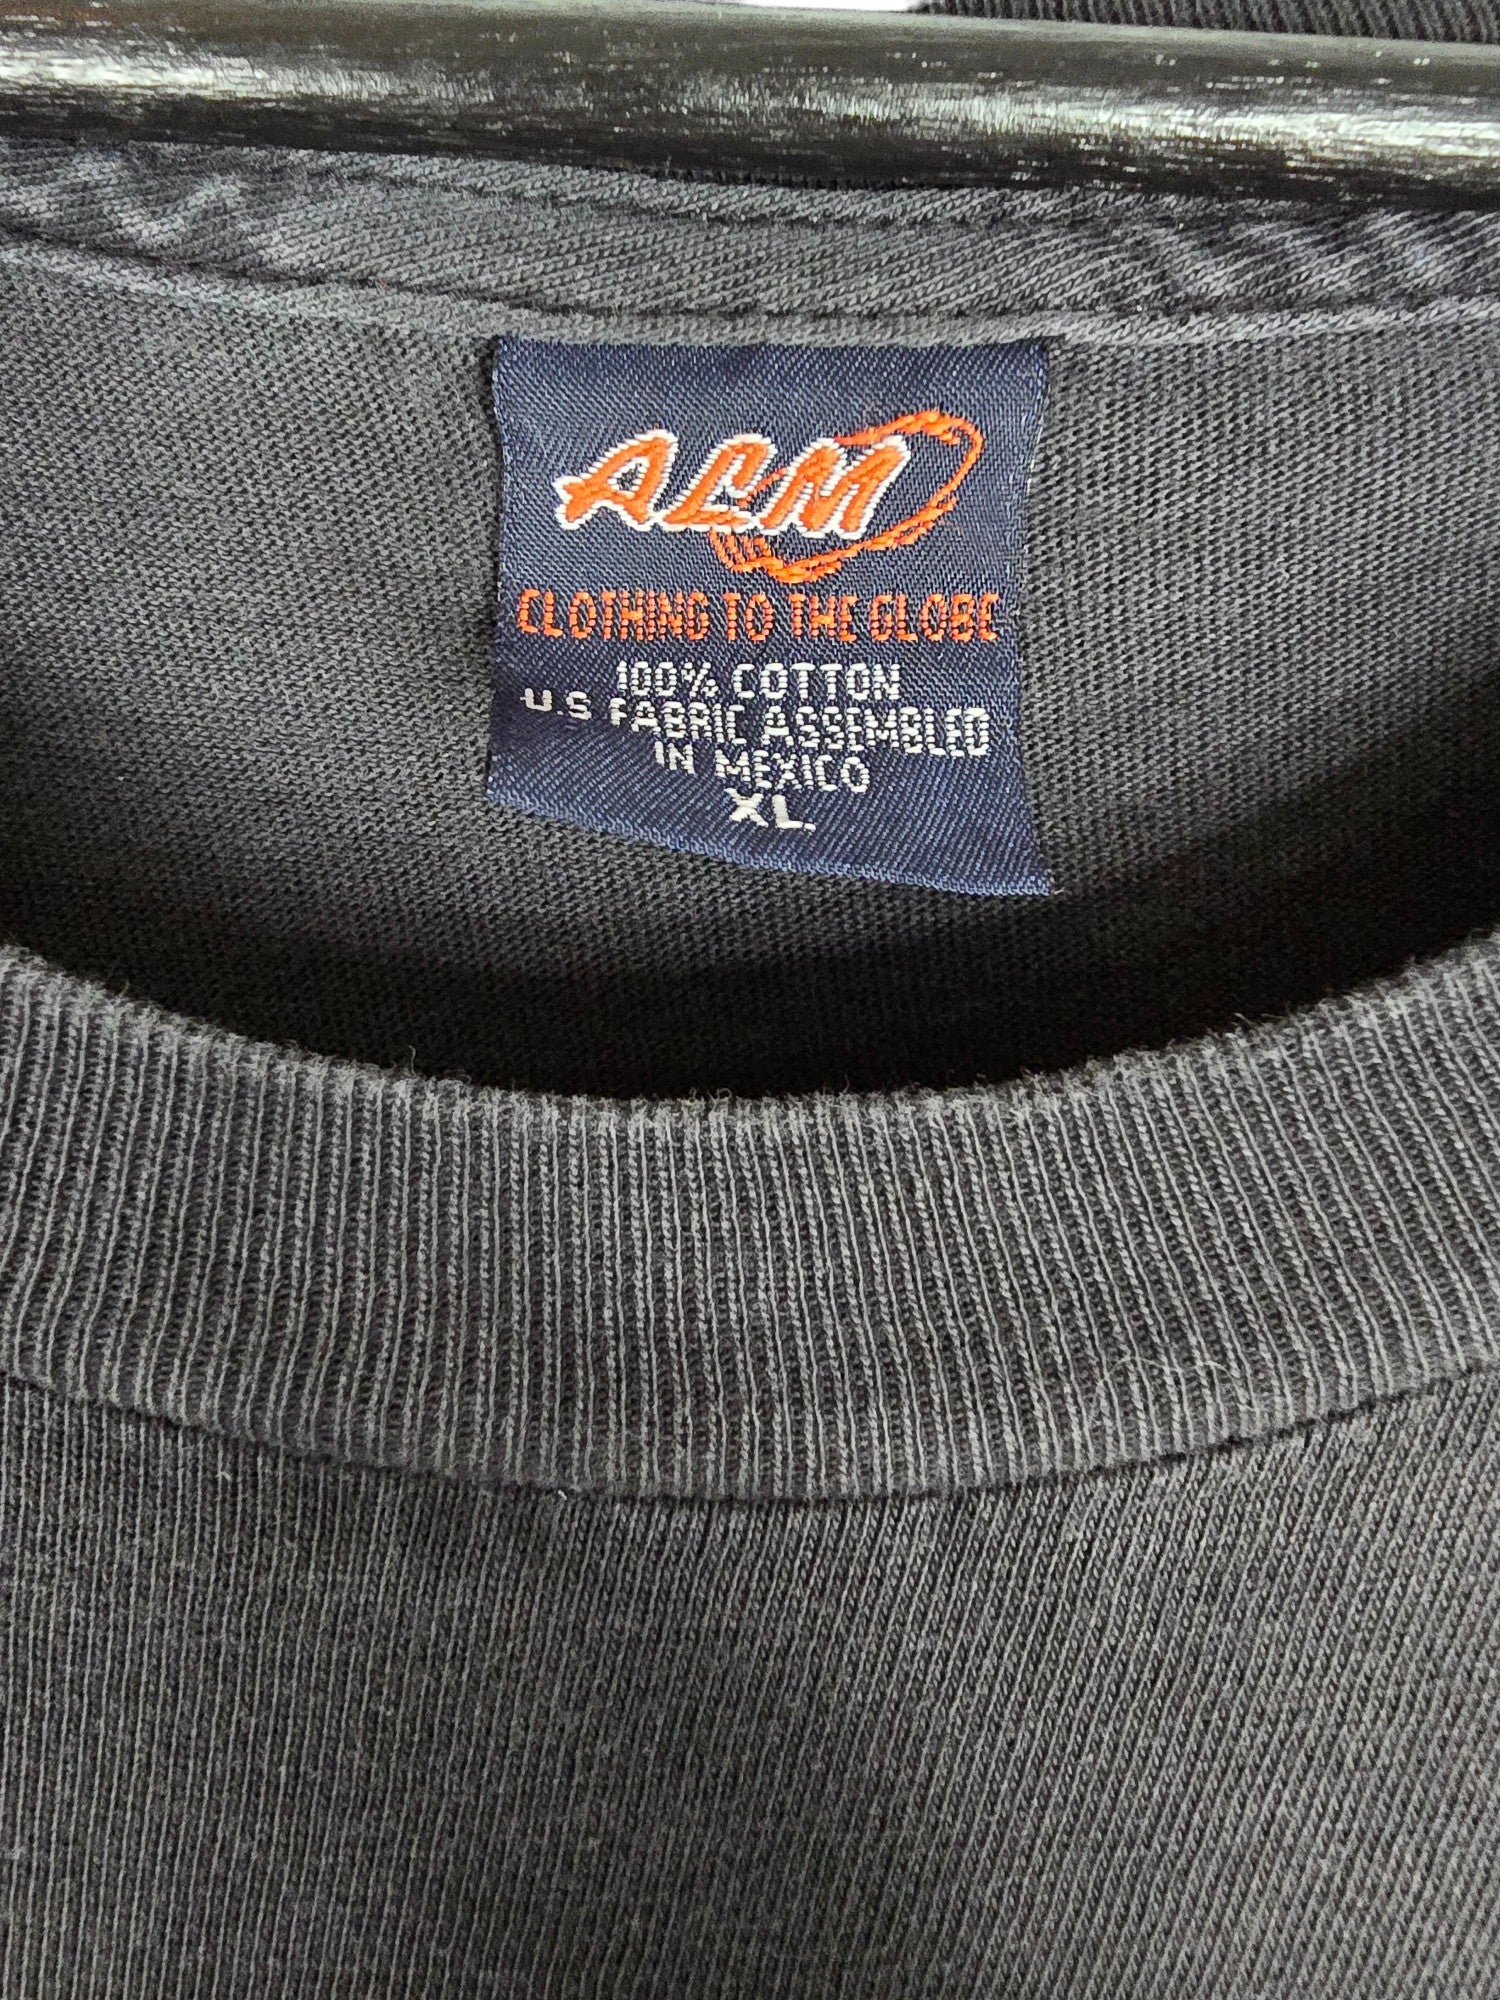 ALM
CLOTHING TO THE GLOBE
100% COTTON
U.S FABRIC ASSEMBLED
IN MEXICO
XL.